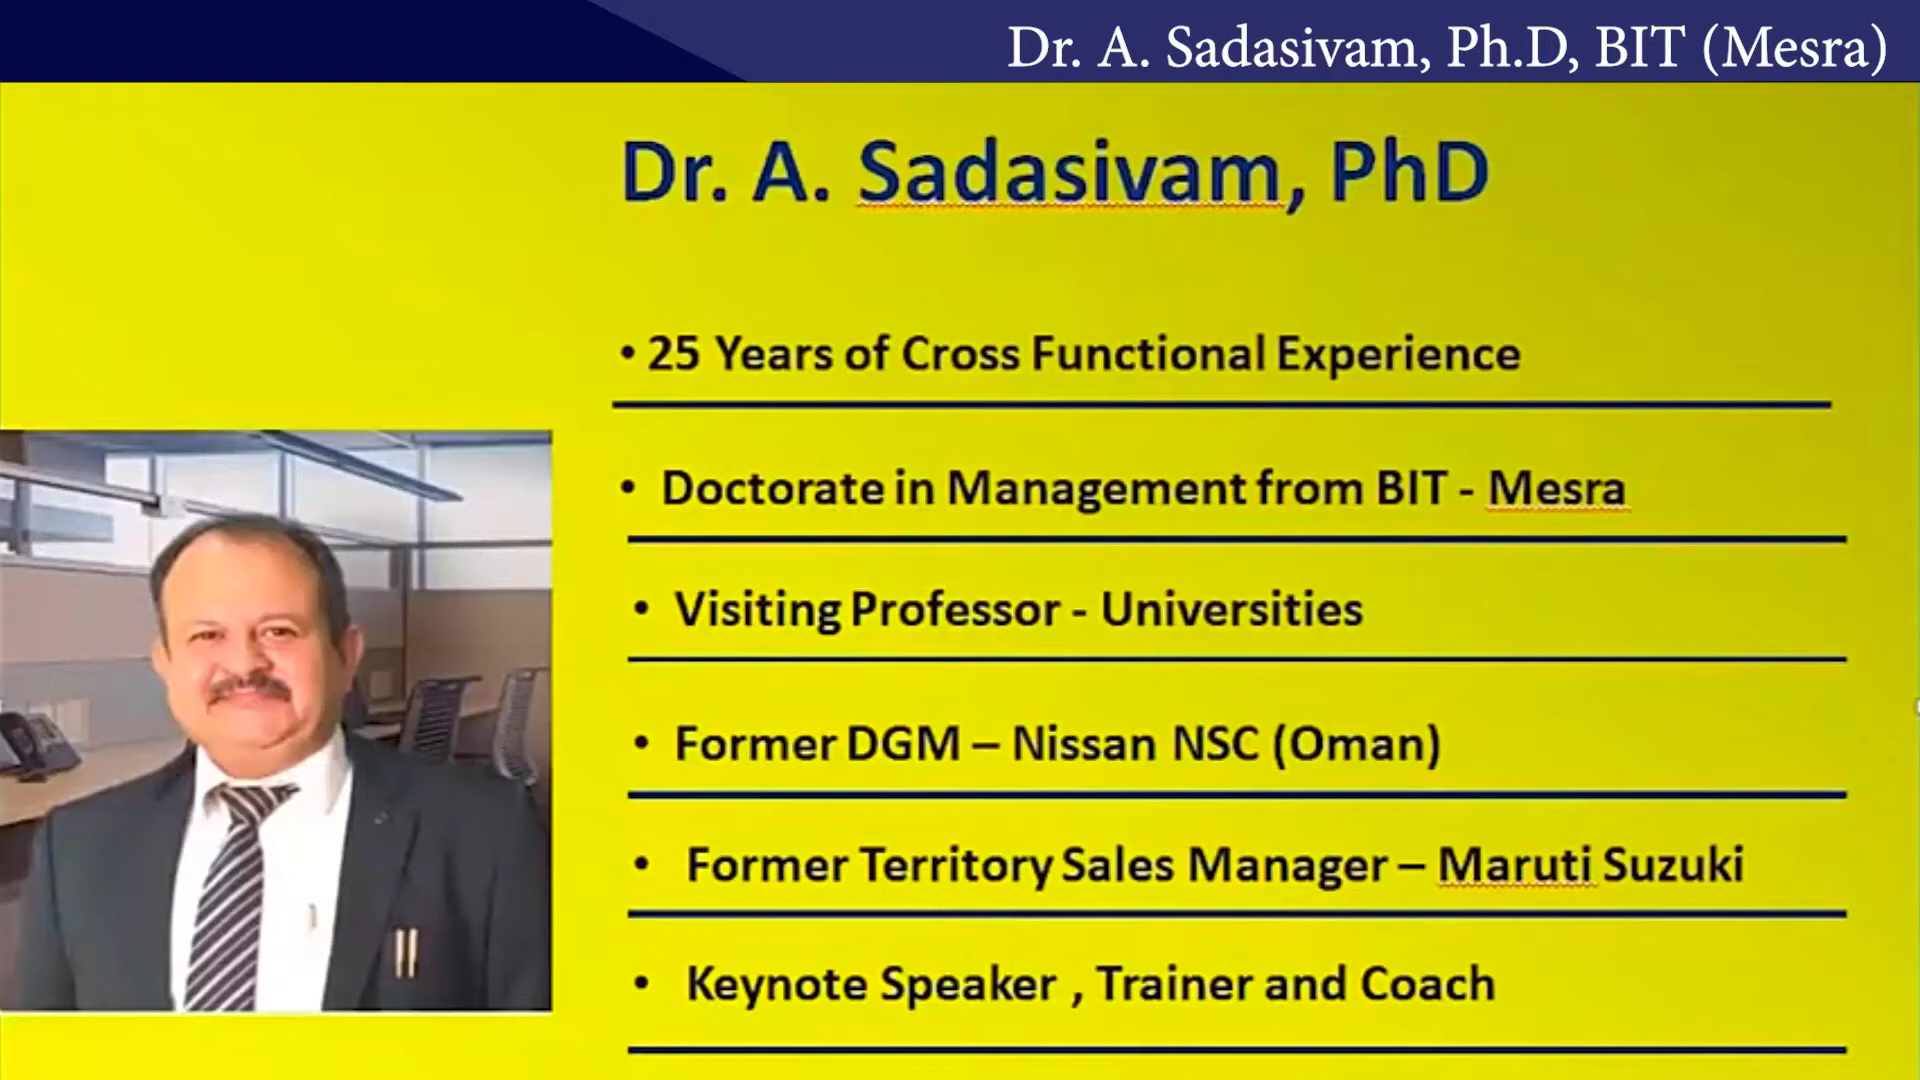 Dr. A. Sadasivam, Ph.D, BIT (Mesra)
Dr. A. Sadasivam, PhD
• 25 Years of Cross Functional Experience
• Doctorate in Management from BIT - Mesra
• Visiting Professor - Universities
• Former DGM – Nissan NSC (Oman)
• Former Territory Sales Manager – Maruti Suzuki
• Keynote Speaker , Trainer and Coach